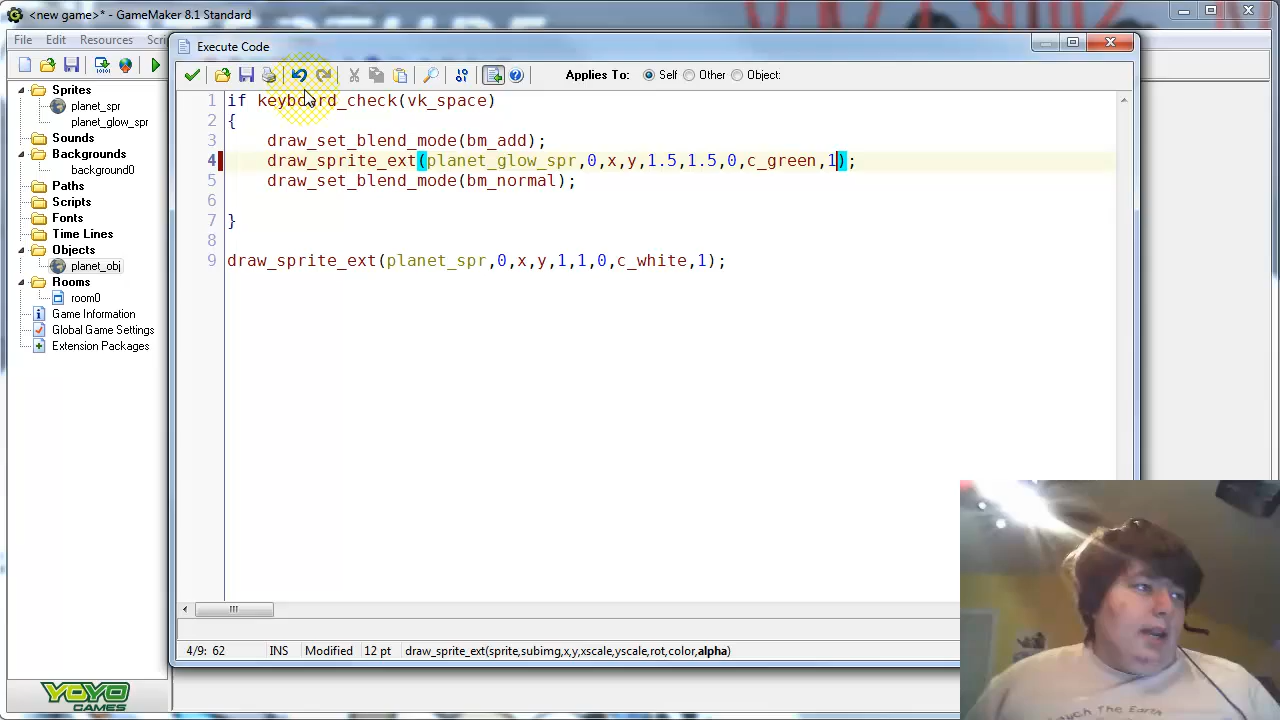 <new game>* - GameMaker 8.1 Standard
File Edit Resources Scri
Execute Code
Applies To: Self Other Object:
Sprites
planet_spr
planet_glow_spr
Sounds
Backgrounds
background0
Paths
Scripts
Fonts
Time Lines
Objects
planet_obj
Rooms
room0
Game Information
Global Game Settings
Extension Packages
1 if keyboard_check(vk_space)
2 {
3 draw_set_blend_mode(bm_add);
4 draw_sprite_ext(planet_glow_spr,0,x,y,1.5,1.5,0,c_green,1);
5 draw_set_blend_mode(bm_normal);
6
7 }
8
9 draw_sprite_ext(planet_spr,0,x,y,1,1,0,c_white,1);
4/9: 62 INS Modified 12 pt draw_sprite_ext(sprite,subimg,x,y,xscale,yscale,rot,color,alpha)
YOYO
GAMES
ouch The Earth